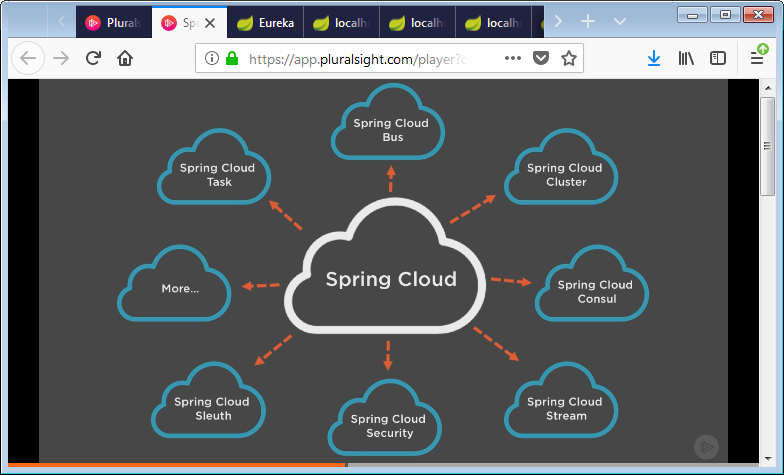 Plurals
Sp
Eureka
localh
localh
localh
https://app.pluralsight.com/player?c
Spring Cloud
Bus
Spring Cloud
Task
Spring Cloud
Cluster
Spring Cloud
More...
Spring Cloud
Consul
Spring Cloud
Sleuth
Spring Cloud
Security
Spring Cloud
Stream